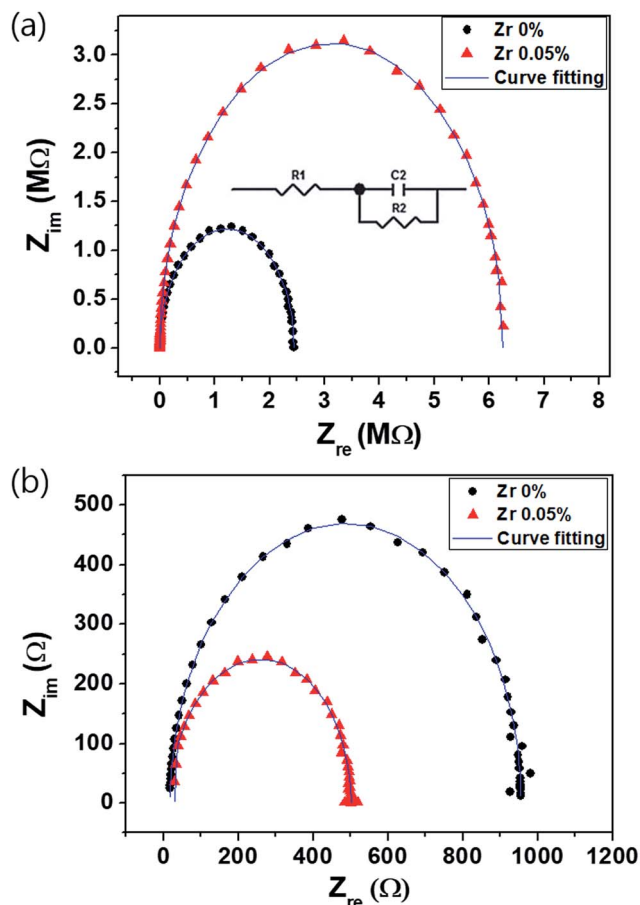 (a)
Zr 0%
Zr 0.05%
Curve fitting
3.5
3.0
2.5
2.0
1.5
1.0
0.5
0.0
Zim (MΩ)
R1
C2
R2
0 1 2 3 4 5 6 7 8
Zre (MΩ)
(b)
Zr 0%
Zr 0.05%
Curve fitting
500
400
300
200
100
0
Zim (Ω)
0 200 400 600 800 1000 1200
Zre (Ω)